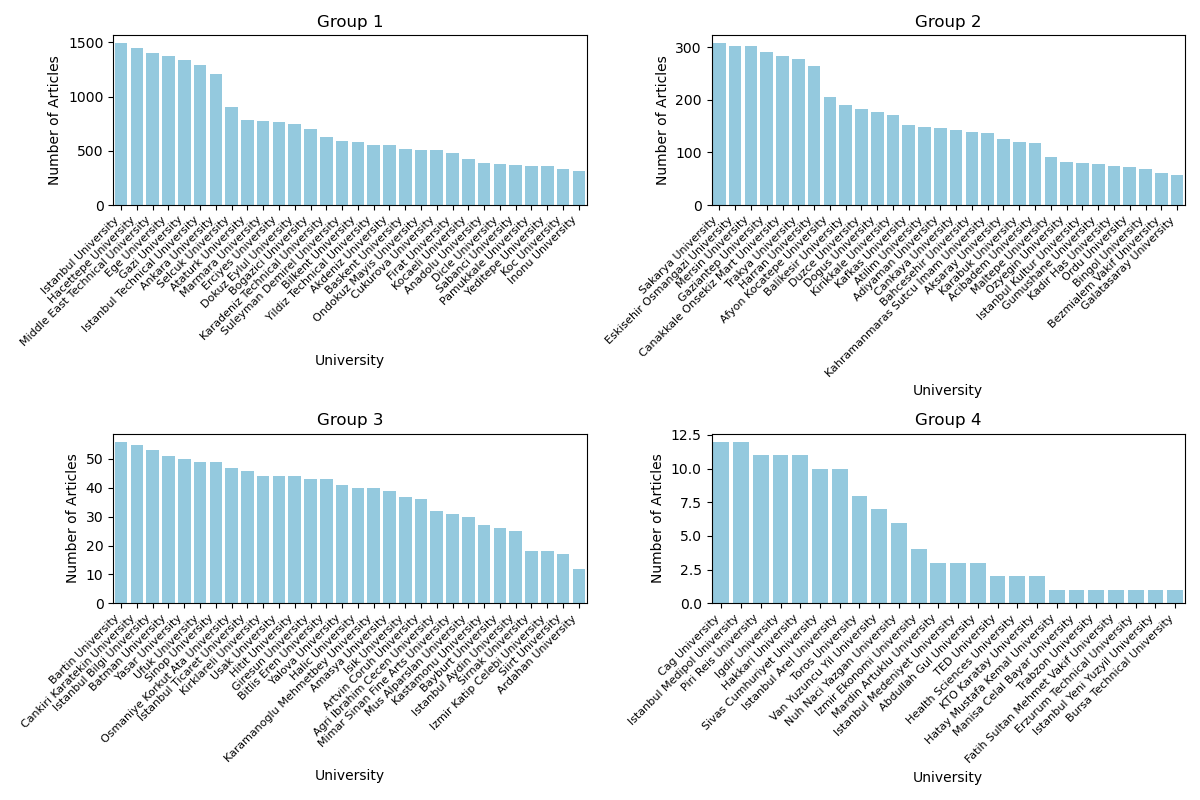 Group 1
Number of Articles
1500
1000
500
0
Istanbul University
Hacettepe University
Middle East Technical University
Ege University
Gazi University
Istanbul Technical University
Ankara University
Selcuk University
Ataturk University
Marmara University
Erciyes University
Dokuz Eylul University
Bogazici University
Karadeniz Technical University
Suleyman Demirel University
Bilkent University
Yildiz Technical University
Akdeniz University
Baskent University
Ondokuz Mayis University
Cukurova University
Firat University
Kocaeli University
Anadolu University
Dicle University
Sabanci University
Pamukkale University
Yeditepe University
Koc University
Inonu University
University
Group 2
Number of Articles
300
200
100
0
Sakarya University
Eskisehir Osmangazi University
Mersin University
Gaziantep University
Canakkale Onsekiz Mart University
Trakya University
Harran University
Afyon Kocatepe University
Balikesir University
Duzce University
Dogus University
Kirikkale University
Kafkas University
Atilim University
Adiyaman University
Cankaya University
Bahcesehir University
Kahramanmaras Sutcu Imam University
Aksaray University
Karabuk University
Acibadem University
Maltepe University
Ozyegin University
Istanbul Kultur University
Gumushane University
Kadir Has University
Ordu University
Bingol University
Bezmialem Vakif University
Galatasaray University
University
Group 3
Number of Articles
50
40
30
20
10
0
Bartin University
Cankiri Karatekin University
Istanbul Bilgi University
Batman University
Yasar University
Ufuk University
Sinop University
Osmaniye Korkut Ata University
Istanbul Ticaret University
Kirklareli University
Usak University
Hitit University
Giresun University
Bitlis Eren University
Yalova University
Halic University
Karamanoglu Mehmetbey University
Amasya University
Isik University
Artvin Coruh University
Agri Ibrahim Cecen University
Mimar Sinan Fine Arts University
Mus Alparslan University
Kastamonu University
Bayburt University
Istanbul Aydin University
Sirnak University
Izmir Katip Celebi University
Siirt University
Ardahan University
University
Group 4
Number of Articles
12.5
10.0
7.5
5.0
2.5
0.0
Cag University
Istanbul Medipol University
Piri Reis University
Igdir University
Hakkari University
Sivas Cumhuriyet University
Istanbul Arel University
Toros University
Van Yuzuncu Yil University
Nuh Naci Yazgan University
Izmir Ekonomi University
Mardin Artuklu University
Istanbul Medeniyet University
Abdullah Gul University
TED University
Health Sciences University
KTO Karatay University
Hatay Mustafa Kemal University
Manisa Celal Bayar University
Trabzon University
Fatih Sultan Mehmet Vakif University
Erzurum Technical University
Istanbul Yeni Yuzyil University
Bursa Technical University
University